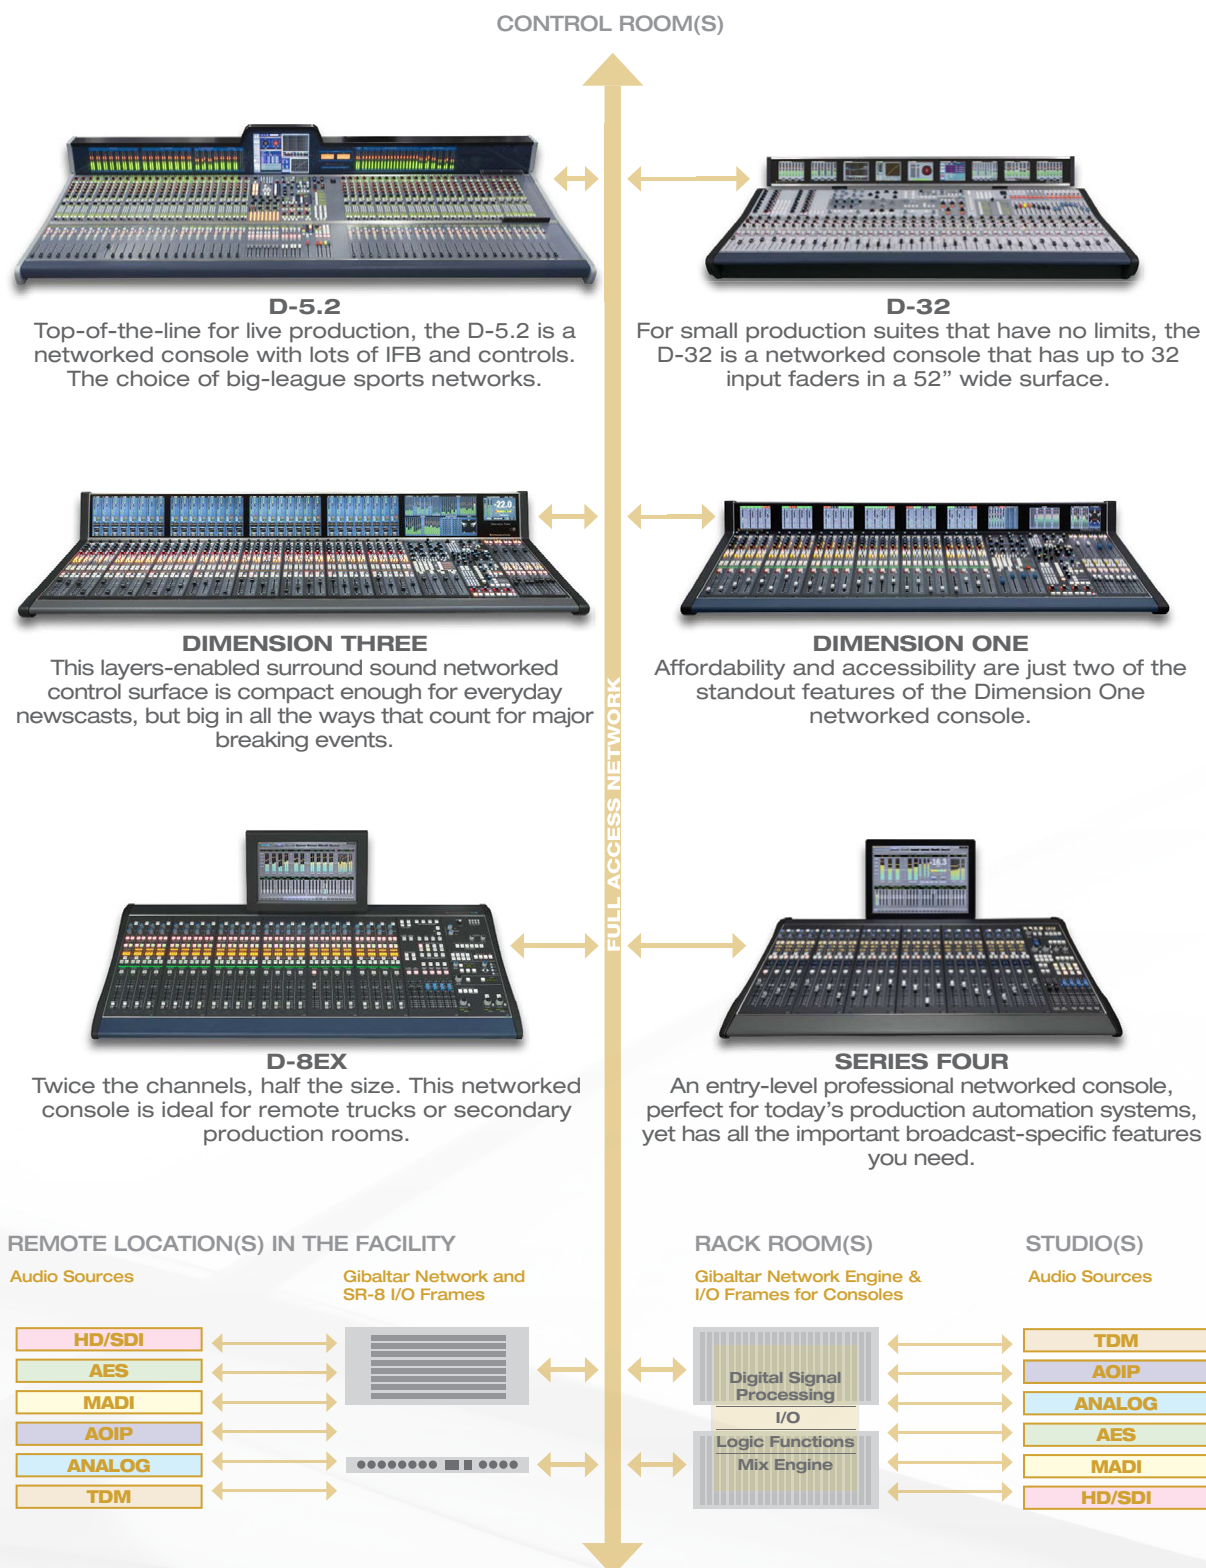 CONTROL ROOM(S)
D-5.2
Top-of-the-line for live production, the D-5.2 is a
networked console with lots of IFB and controls.
The choice of big-league sports networks.
D-32
For small production suites that have no limits, the
D-32 is a networked console that has up to 32
input faders in a 52” wide surface.
-22.0
DIMENSION THREE
This layers-enabled surround sound networked
control surface is compact enough for everyday
newscasts, but big in all the ways that count for major
breaking events.
DIMENSION ONE
Affordability and accessibility are just two of the
standout features of the Dimension One
networked console.
FULL ACCESS NETWORK
D-8EX
Twice the channels, half the size. This networked
console is ideal for remote trucks or secondary
production rooms.
SERIES FOUR
An entry-level professional networked console,
perfect for today’s production automation systems,
yet has all the important broadcast-specific features
you need.
REMOTE LOCATION(S) IN THE FACILITY
Audio Sources
Gibaltar Network and
SR-8 I/O Frames
HD/SDI
AES
MADI
AOIP
ANALOG
TDM
RACK ROOM(S)
Gibaltar Network Engine &
I/O Frames for Consoles
Digital Signal
Processing
I/O
Logic Functions
Mix Engine
STUDIO(S)
Audio Sources
TDM
AOIP
ANALOG
AES
MADI
HD/SDI